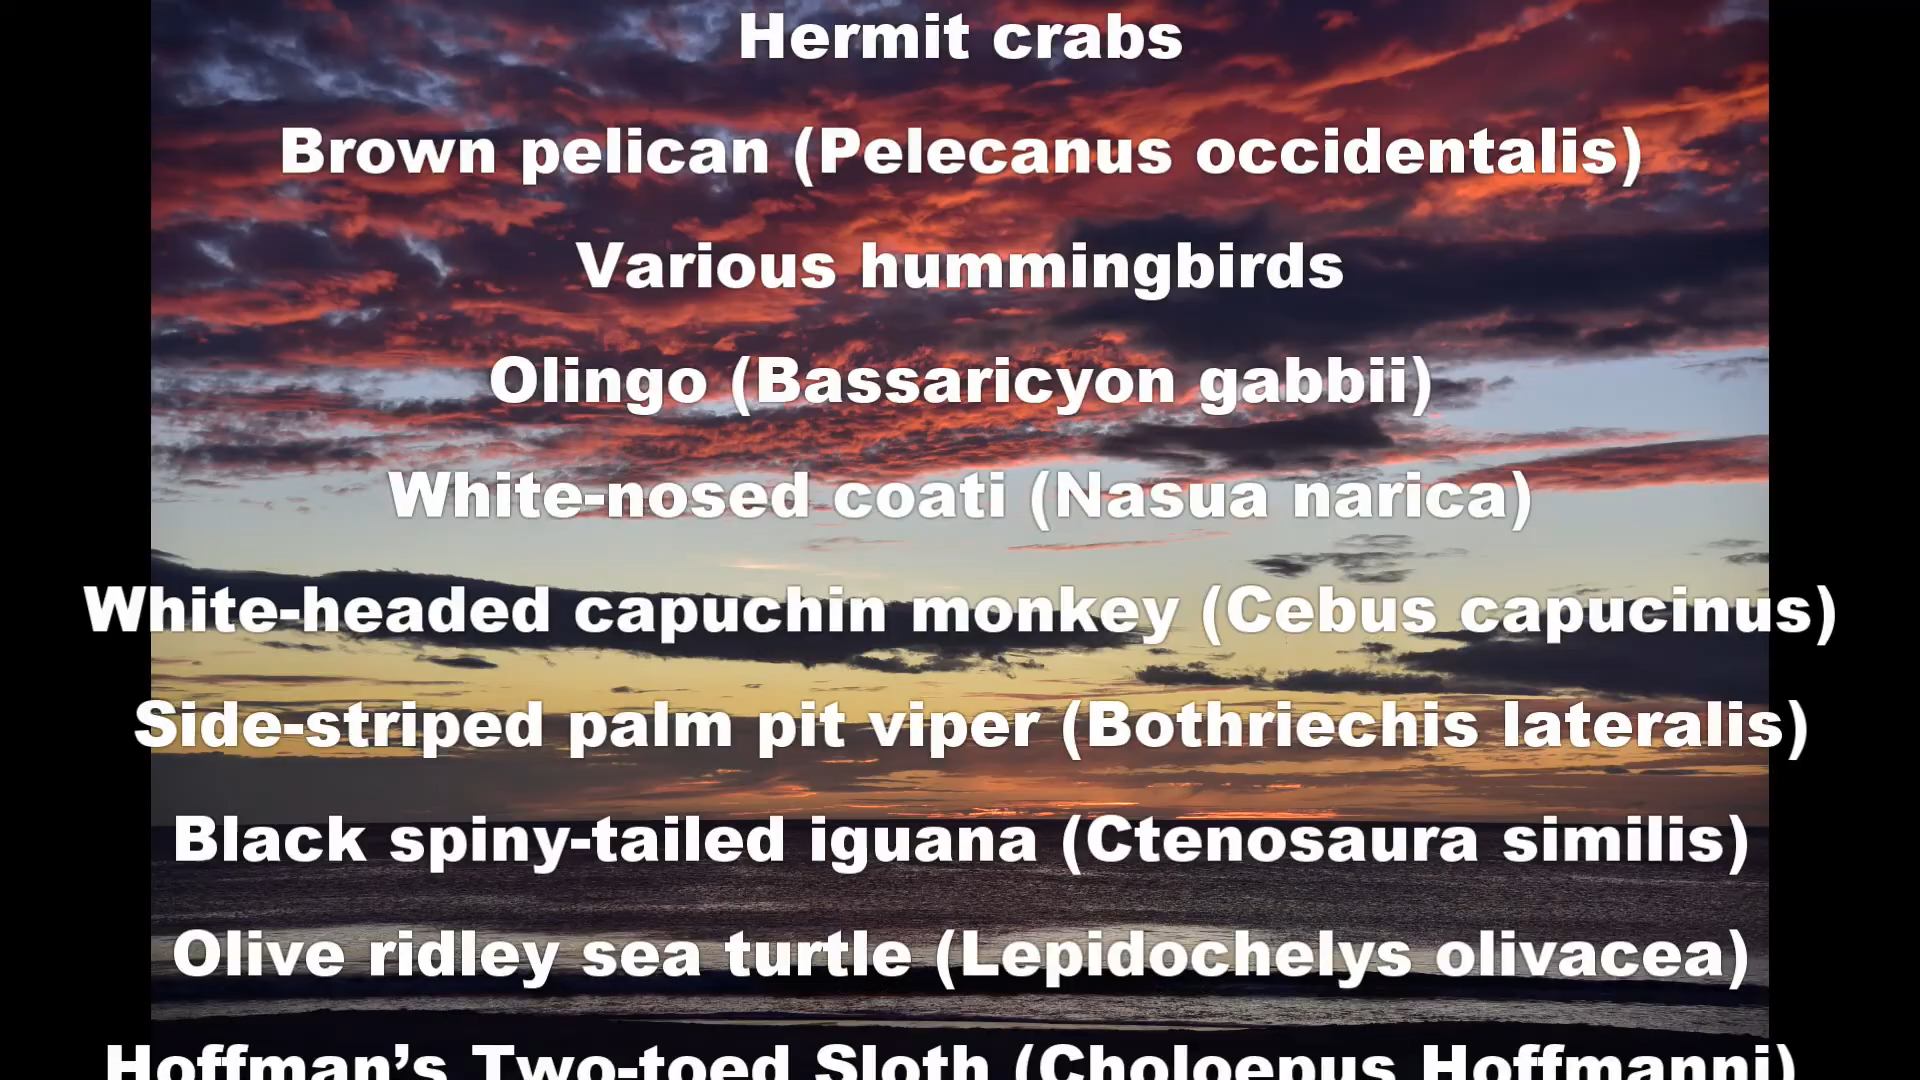 Hermit crabs
Brown pelican (Pelecanus occidentalis)
Various hummingbirds
Olingo (Bassaricyon gabbii)
White-nosed coati (Nasua narica)
White-headed capuchin monkey (Cebus capucinus)
Side-striped palm pit viper (Bothriechis lateralis)
Black spiny-tailed iguana (Ctenosaura similis)
Olive ridley sea turtle (Lepidochelys olivacea)
Hoffman’s Two-toed Sloth (Choloepus Hoffmanni)